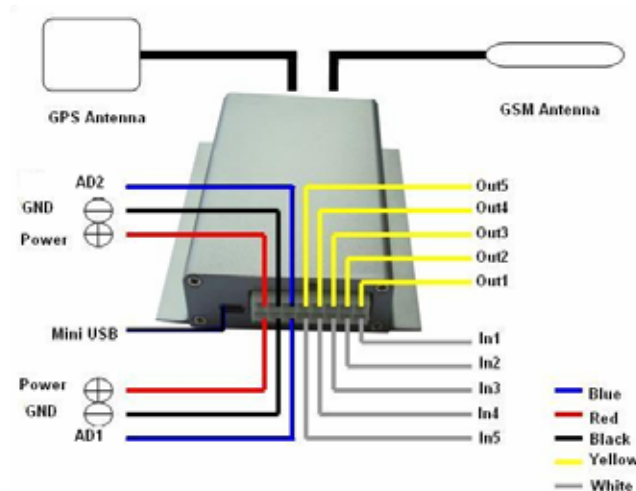 GPS Antenna
GSM Antenna
AD2
GND
Power
Out5
Out4
Out3
Out2
Out1
Mini USB
In1
In2
In3
In4
In5
Power
GND
AD1
Blue
Red
Black
Yellow
White